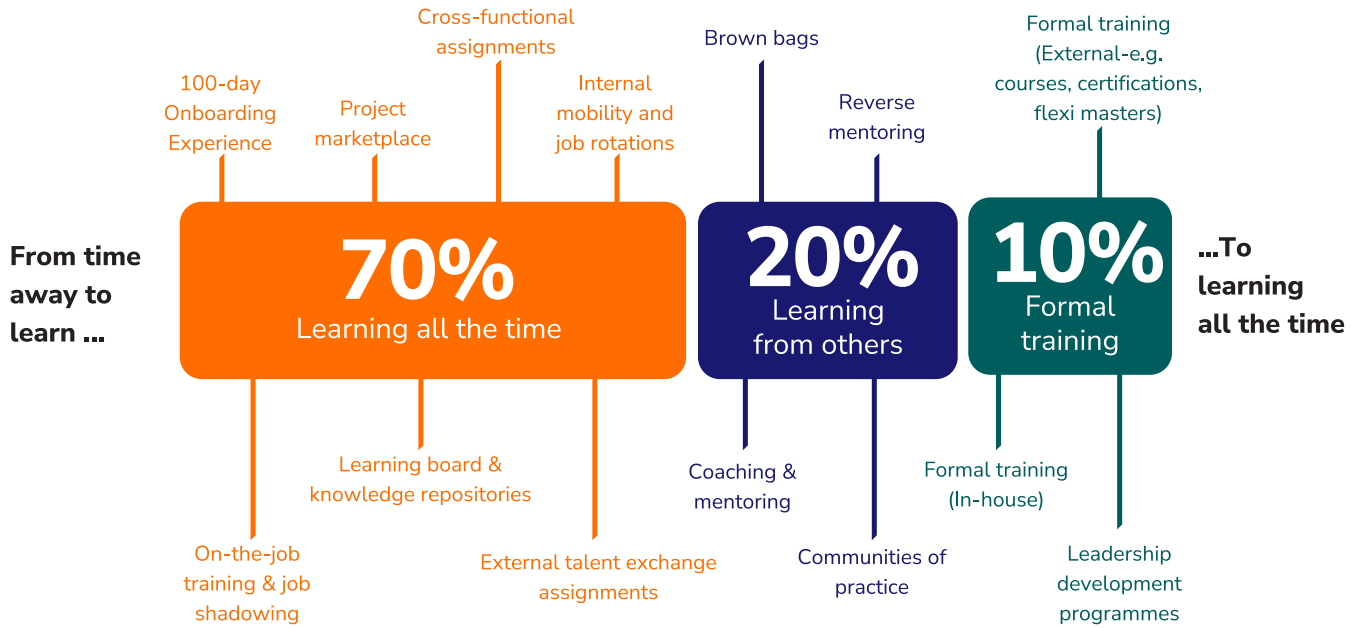 From time
away to
learn ...
100-day
Onboarding
Experience
Project
marketplace
Cross-functional
assignments
Internal
mobility and
job rotations
70%
Learning all the time
On-the-job
training & job
shadowing
Learning board &
knowledge repositories
External talent exchange
assignments
Brown bags
Reverse
mentoring
20%
Learning
from others
Coaching &
mentoring
Communities of
practice
Formal training
(External-e.g.
courses, certifications,
flexi masters)
10%
Formal
training
Formal training
(In-house)
Leadership
development
programmes
...To
learning
all the time